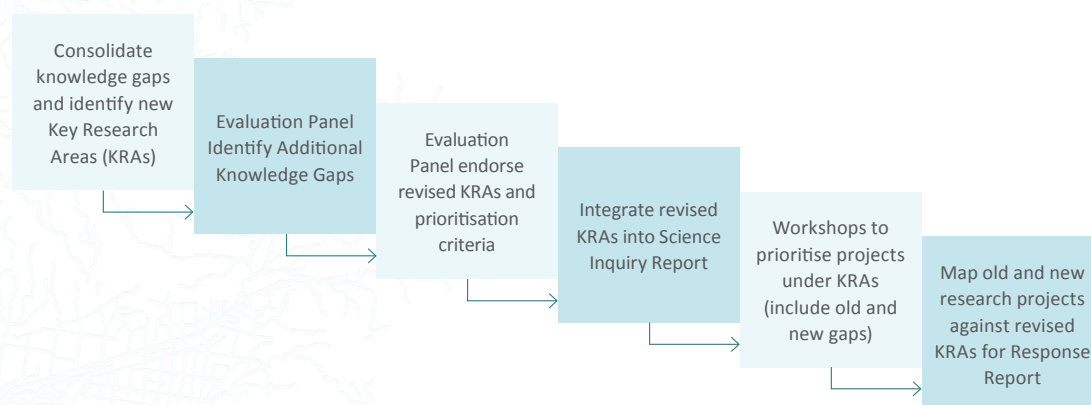 Consolidate
knowledge gaps
and identify new
Key Research
Areas (KRAs)
Evaluation Panel
Identify Additional
Knowledge Gaps
Evaluation
Panel endorse
revised KRAs and
prioritisation
criteria
Integrate revised
KRAs into Science
Inquiry Report
Workshops to
prioritise projects
under KRAs
(include old and
new gaps)
Map old and new
research projects
against revised
KRAs for Response
Report